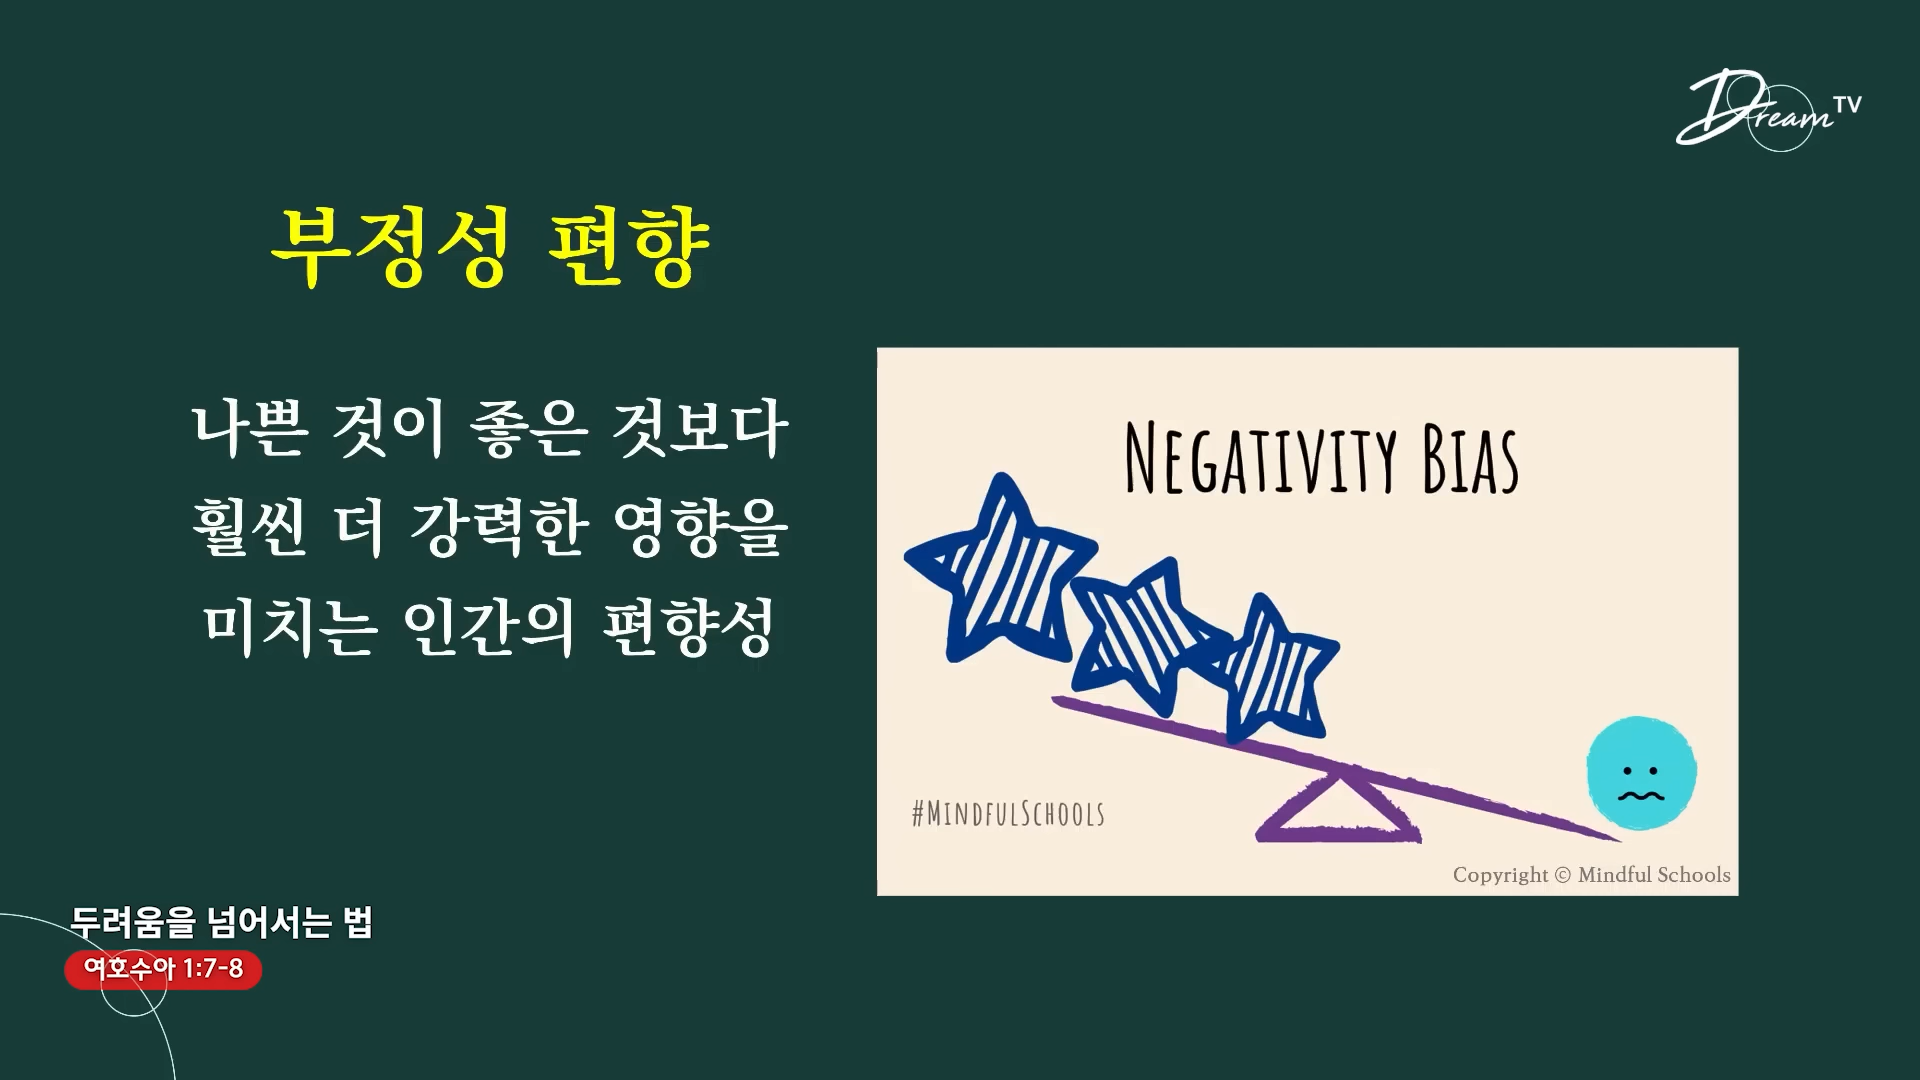 Dream TV
부정성 편향
나쁜 것이 좋은 것보다
훨씬 더 강력한 영향을
미치는 인간의 편향성
NEGATIVITY BIAS
#MINDFULSCHOOLS
Copyright © Mindful Schools
두려움을 넘어서는 법
여호수아 1:7-8